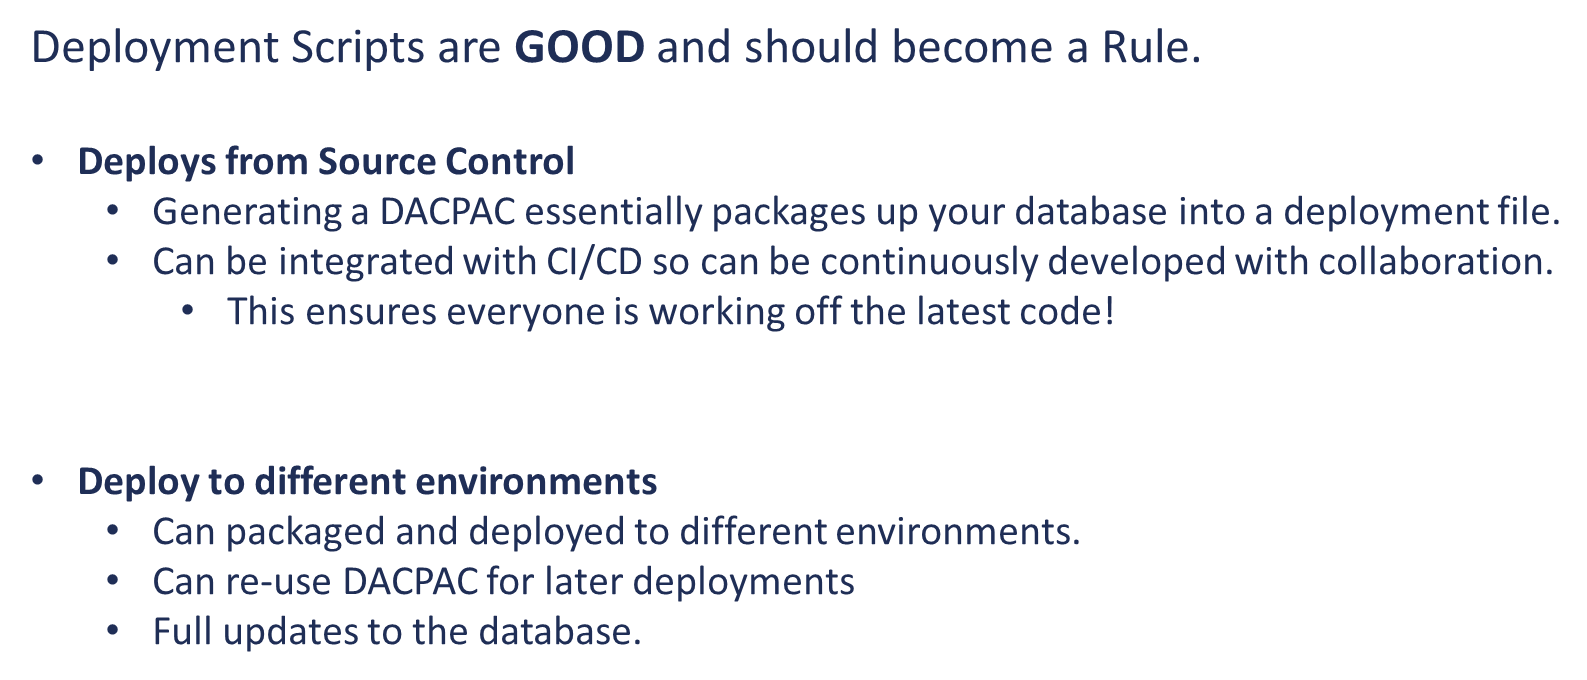 Deployment Scripts are GOOD and should become a Rule.
• Deploys from Source Control
• Generating a DACPAC essentially packages up your database into a deployment file.
• Can be integrated with CI/CD so can be continuously developed with collaboration.
• This ensures everyone is working off the latest code!
• Deploy to different environments
• Can packaged and deployed to different environments.
• Can re-use DACPAC for later deployments
• Full updates to the database.